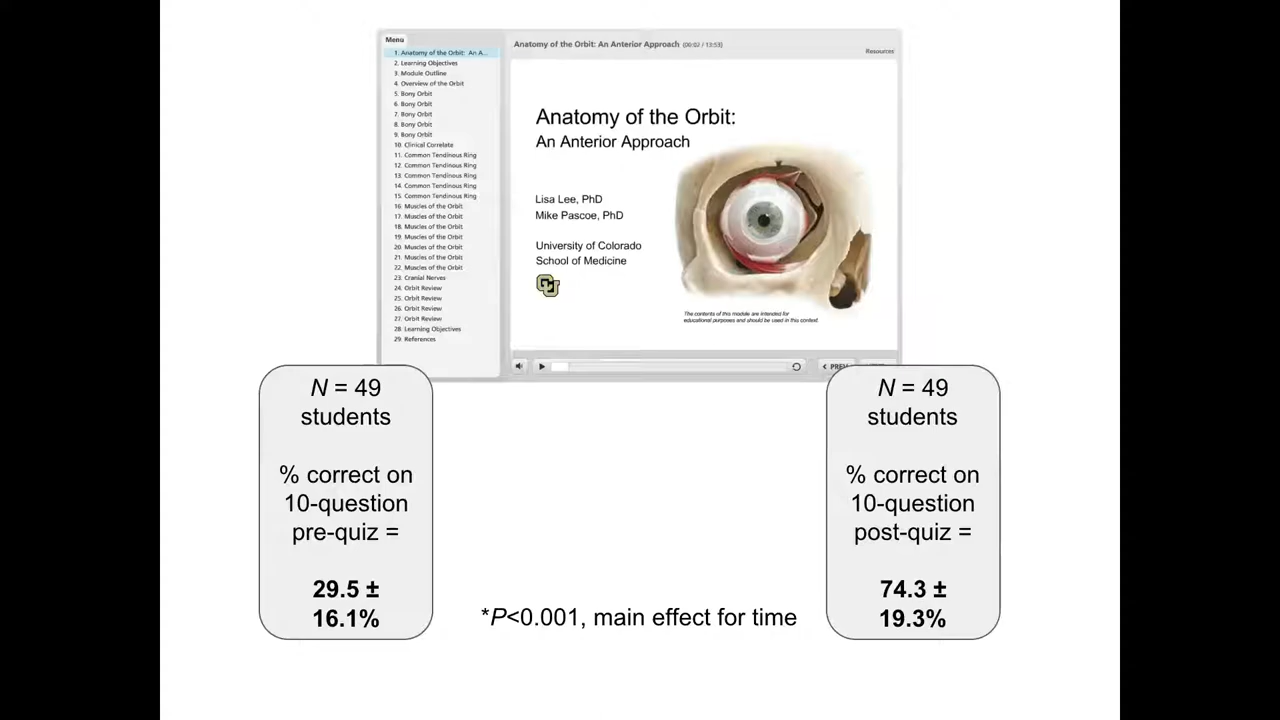 Menu
1. Anatomy of the Orbit: An A...
2. Learning Objectives
3. Module Outline
4. Overview of the Orbit
5. Bony Orbit
6. Bony Orbit
7. Bony Orbit
8. Bony Orbit
9. Bony Orbit
10. Clinical Correlate
11. Common Tendinous Ring
12. Common Tendinous Ring
13. Common Tendinous Ring
14. Common Tendinous Ring
15. Common Tendinous Ring
16. Muscles of the Orbit
17. Muscles of the Orbit
18. Muscles of the Orbit
19. Muscles of the Orbit
20. Muscles of the Orbit
21. Muscles of the Orbit
22. Muscles of the Orbit
23. Cranial Nerves
24. Orbit Review
25. Orbit Review
26. Orbit Review
27. Orbit Review
28. Learning Objectives
29. References
Anatomy of the Orbit: An Anterior Approach (00:02 / 13:53)
Resources
Anatomy of the Orbit:
An Anterior Approach
Lisa Lee, PhD
Mike Pascoe, PhD
University of Colorado
School of Medicine
CU
The contents of this module are intended for
educational purposes and should be used in this context.
< PREV
N = 49
students
% correct on
10-question
pre-quiz =
29.5 ±
16.1%
*P<0.001, main effect for time
N = 49
students
% correct on
10-question
post-quiz =
74.3 ±
19.3%